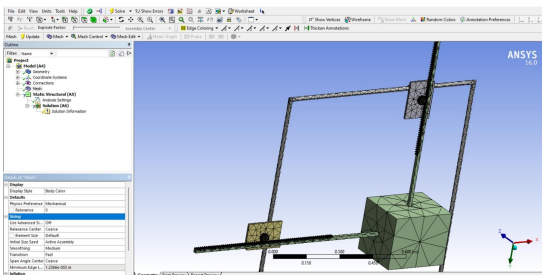 File Edit View Units Tools Help Solve Show Errors Worksheet
Show Vertices Wireframe Show Mesh Random Colors Annotation Preferences
Explode Factor: Assembly Center Edge Coloring Thicken Annotations
Mesh Update Mesh Mesh Control Mesh Edit
Outline
Filter: Name
Project
Model (A4)
Geometry
Coordinate Systems
Connections
Mesh
Static Structural (A5)
Analysis Settings
Solution (A6)
Solution Information
ANSYS
16.0
Details of "Mesh"
Display
Display Style Body Color
Defaults
Physics Preference Mechanical
Relevance 0
Sizing
Use Advanced Si... Off
Relevance Center Coarse
Element Size Default
Initial Size Seed Active Assembly
Smoothing Medium
Transition Fast
Span Angle Center Coarse
Minimum Edge L...
Inflation
0.000 0.300
0.150
X
Z